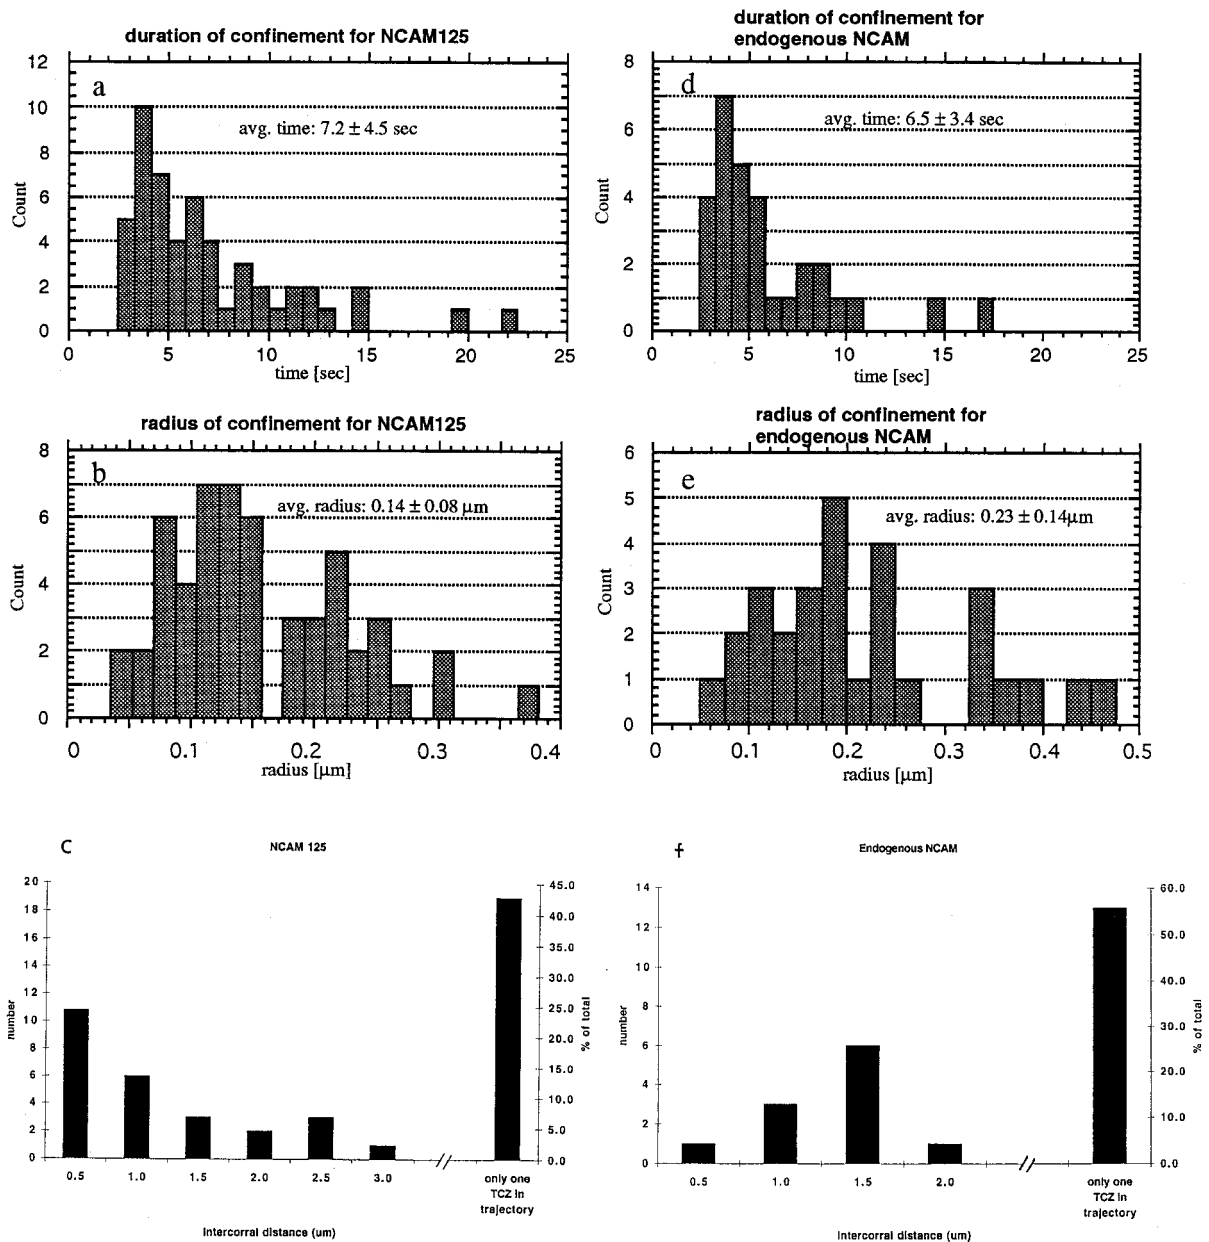 duration of confinement for NCAM125
12
10
8
6
4
2
0
Count
a
avg. time: 7.2 ± 4.5 sec
0 5 10 15 20 25
time [sec]
duration of confinement for
endogenous NCAM
8
6
4
2
0
Count
d
avg. time: 6.5 ± 3.4 sec
0 5 10 15 20 25
time [sec]
radius of confinement for NCAM125
8
6
4
2
0
Count
b
avg. radius: 0.14 ± 0.08 µm
0 0.1 0.2 0.3 0.4
radius [µm]
radius of confinement for
endogenous NCAM
6
5
4
3
2
1
0
Count
e
avg. radius: 0.23 ± 0.14µm
0 0.1 0.2 0.3 0.4 0.5
radius [µm]
c
NCAM 125
20
18
16
14
12
10
8
6
4
2
0
number
45.0
40.0
35.0
30.0
25.0
20.0
15.0
10.0
5.0
0.0
% of total
0.5 1.0 1.5 2.0 2.5 3.0
only one
TCZ in
trajectory
Intercorral distance (um)
f
Endogenous NCAM
14
12
10
8
6
4
2
0
number
60.0
50.0
40.0
30.0
20.0
10.0
0.0
% of total
0.5 1.0 1.5 2.0
only one
TCZ in
trajectory
Intercorral distance (um)